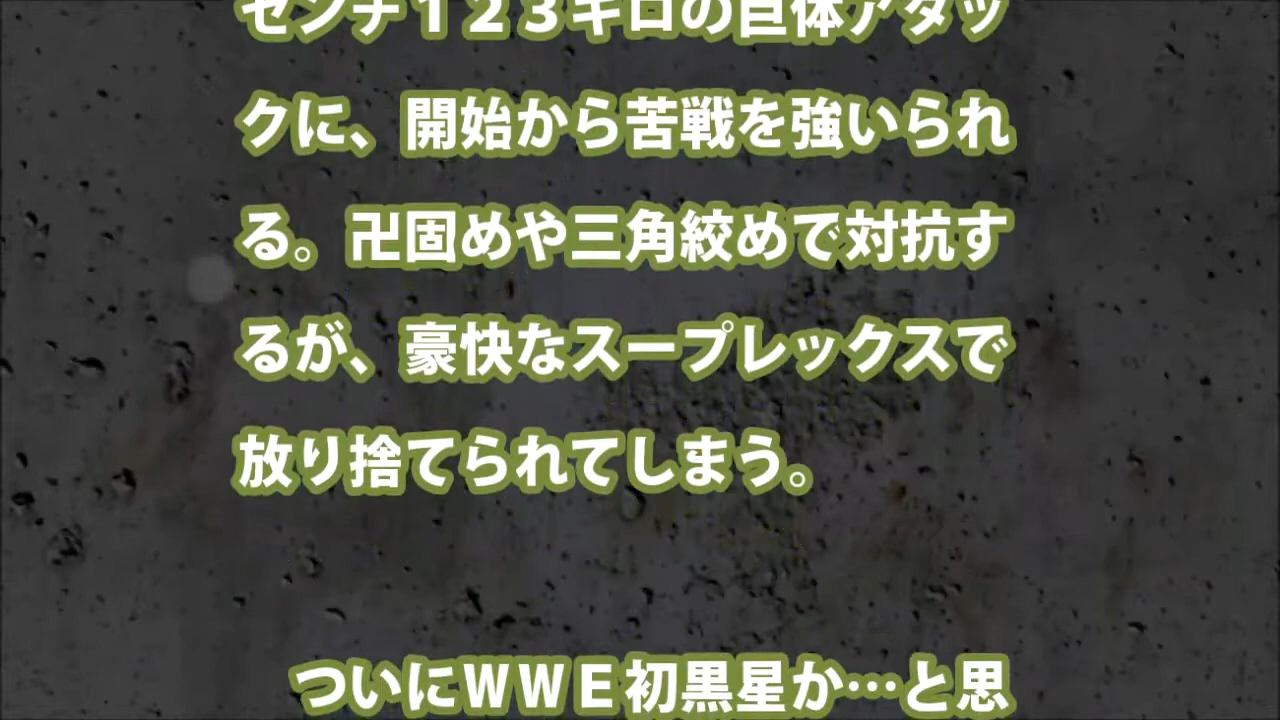 センチ１２３キロの巨体アタッ
クに、開始から苦戦を強いられ
る。卍固めや三角絞めで対抗す
るが、豪快なスープレックスで
放り捨てられてしまう。
ついにＷＷＥ初黒星か…と思